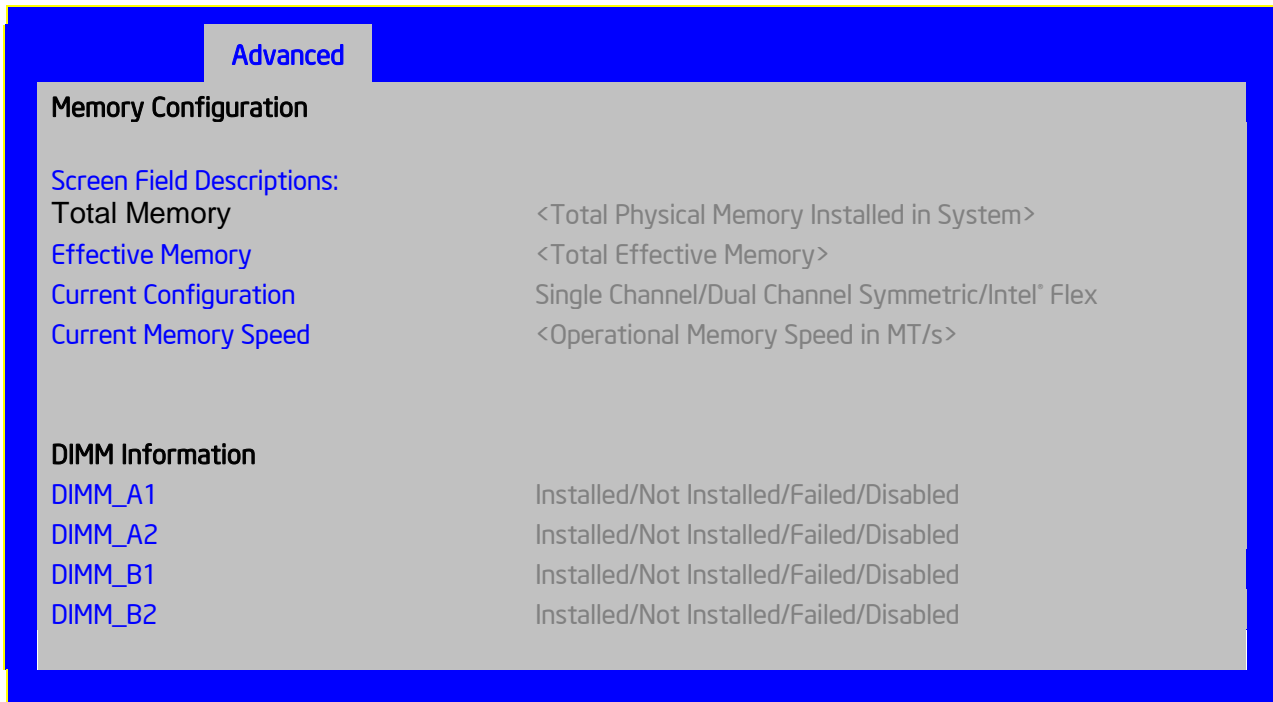 Advanced
Memory Configuration
Screen Field Descriptions:
Total Memory <Total Physical Memory Installed in System>
Effective Memory <Total Effective Memory>
Current Configuration Single Channel/Dual Channel Symmetric/Intel® Flex
Current Memory Speed <Operational Memory Speed in MT/s>
DIMM Information
DIMM_A1 Installed/Not Installed/Failed/Disabled
DIMM_A2 Installed/Not Installed/Failed/Disabled
DIMM_B1 Installed/Not Installed/Failed/Disabled
DIMM_B2 Installed/Not Installed/Failed/Disabled